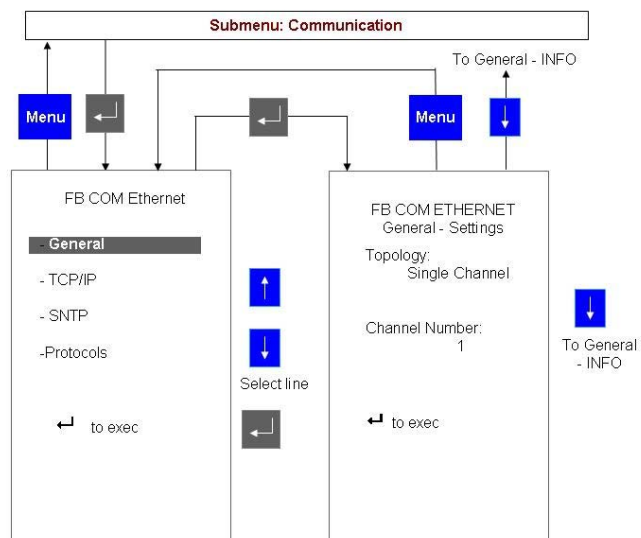 Submenu: Communication
To General - INFO
Menu
Menu
FB COM Ethernet
- General
- TCP/IP
- SNTP
-Protocols
to exec
Select line
FB COM ETHERNET
General - Settings
Topology:
Single Channel
Channel Number:
1
to exec
To General
- INFO